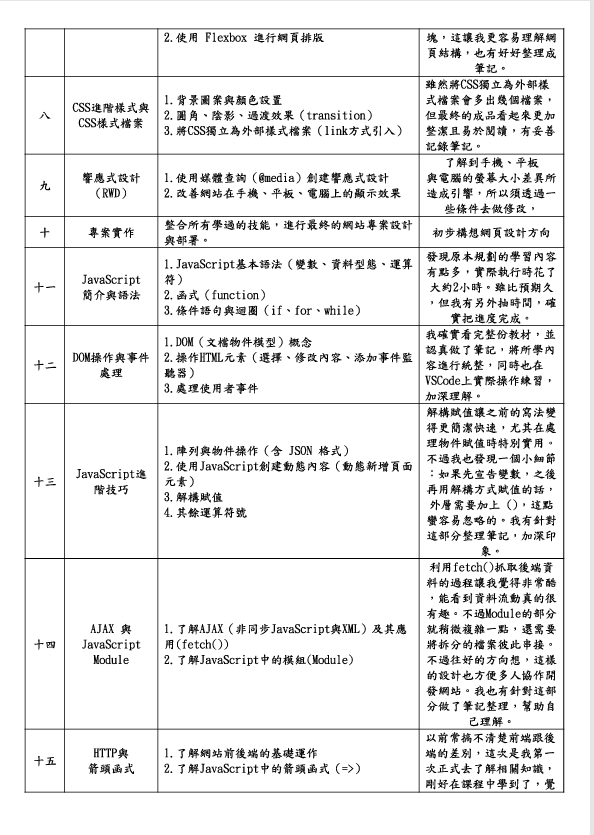 2.使用 Flexbox 進行網頁排版
塊，這讓我更容易理解網
頁結構，也有好好整理成
筆記。
八
CSS進階樣式與
CSS樣式檔案
1.背景圖案與顏色設置
2.圓角、陰影、過渡效果（transition）
3.將CSS獨立為外部樣式檔案（link方式引入）
雖然將CSS獨立為外部樣
式檔案會多出幾個檔案，
但最終的成品看起來更加
整潔且易於閱讀，有妥善
記錄筆記。
九
響應式設計
（RWD）
1.使用媒體查詢（@media）創建響應式設計
2.改善網站在手機、平板、電腦上的顯示效果
了解到手機、平板
與電腦的螢幕大小差異所
造成引響，所以須透過一
些條件去做修改，
十
專案實作
整合所有學過的技能，進行最終的網站專案設計
與部署。
初步構想網頁設計方向
十一
JavaScript
簡介與語法
1.JavaScript基本語法（變數、資料型態、運算
符）
2.函式（function）
3.條件語句與迴圈（if、for、while）
發現原本規劃的學習內容
有點多，實際執行時花了
大約2小時。雖比預期久
，但我有另外抽時間，確
實把進度完成。
十二
DOM操作與事件
處理
1.DOM（文檔物件模型）概念
2.操作HTML元素（選擇、修改內容、添加事件監
聽器）
3.處理使用者事件
我確實看完整份教材，並
認真做了筆記，將所學內
容進行統整，同時也在
VSCode上實際操作練習，
加深理解。
十三
JavaScript進
階技巧
1.陣列與物件操作（含 JSON 格式）
2.使用JavaScript創建動態內容（動態新增頁面
元素）
3.解構賦值
4.其餘運算符號
解構賦值讓之前的寫法變
得更簡潔快速，尤其在處
理物件賦值時特別實用。
不過我也發現一個小細節
：如果先宣告變數，之後
再用解構方式賦值的話，
外層需要加上 ()，這點
蠻容易忽略的。我有針對
這部分整理筆記，加深印
象。
十四
AJAX 與
JavaScript
Module
1.了解AJAX（非同步JavaScript與XML）及其應
用(fetch())
2.了解JavaScript中的模組(Module)
利用fetch()抓取後端資
料的過程讓我覺得非常酷
，能看到資料流動真的很
有趣。不過Module的部分
就稍微複雜一點，還需要
將拆分的檔案彼此串接。
不過往好的方向想，這樣
的設計也方便多人協作開
發網站。我也有針對這部
分做了筆記整理，幫助自
己理解。
十五
HTTP與
箭頭函式
1.了解網站前後端的基礎運作
2.了解JavaScript中的箭頭函式（=>）
以前常搞不清楚前端跟後
端的差別，這次是我第一
次正式去了解相關知識，
剛好在課程中學到了，覺